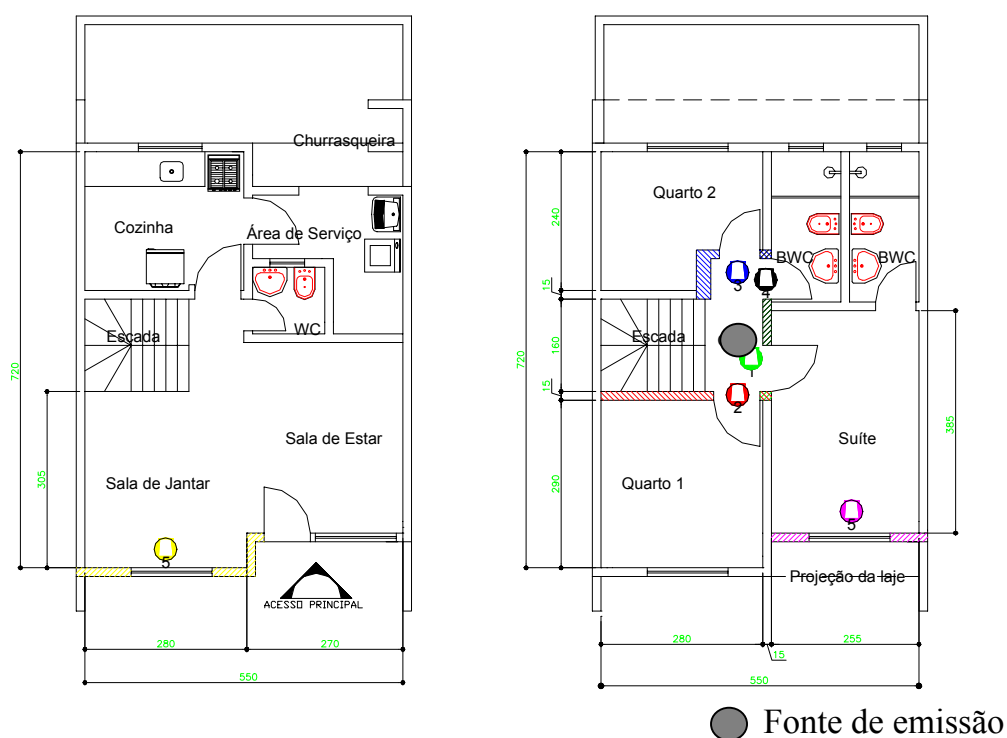 Churrasqueira
Cozinha
Área de Serviço
WC
Escada
Sala de Estar
Sala de Jantar
5
ACESSO PRINCIPAL
720
305
280
270
550
Quarto 2
BWC
BWC
3
4
Escada
1
2
Suíte
Quarto 1
5
Projeção da laje
720
240
15
160
15
290
385
280
15
255
550
Fonte de emissão